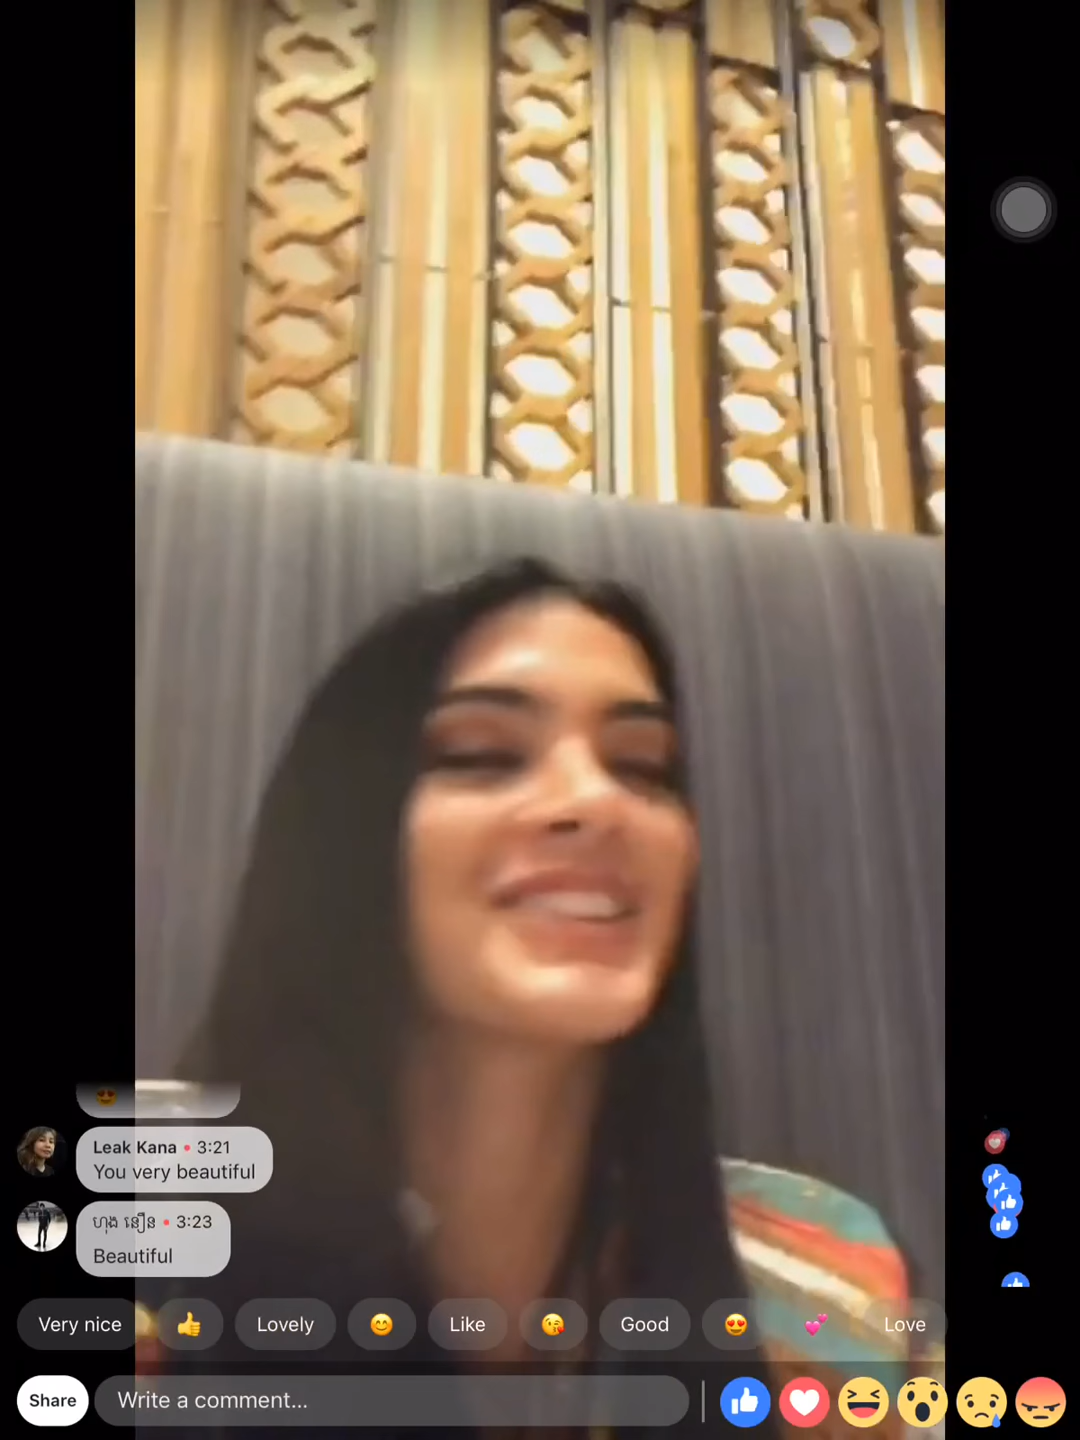 Leak Kana • 3:21
You very beautiful
ហុង នឿន • 3:23
Beautiful
Very nice
Lovely
Like
Good
Love
Share
Write a comment...